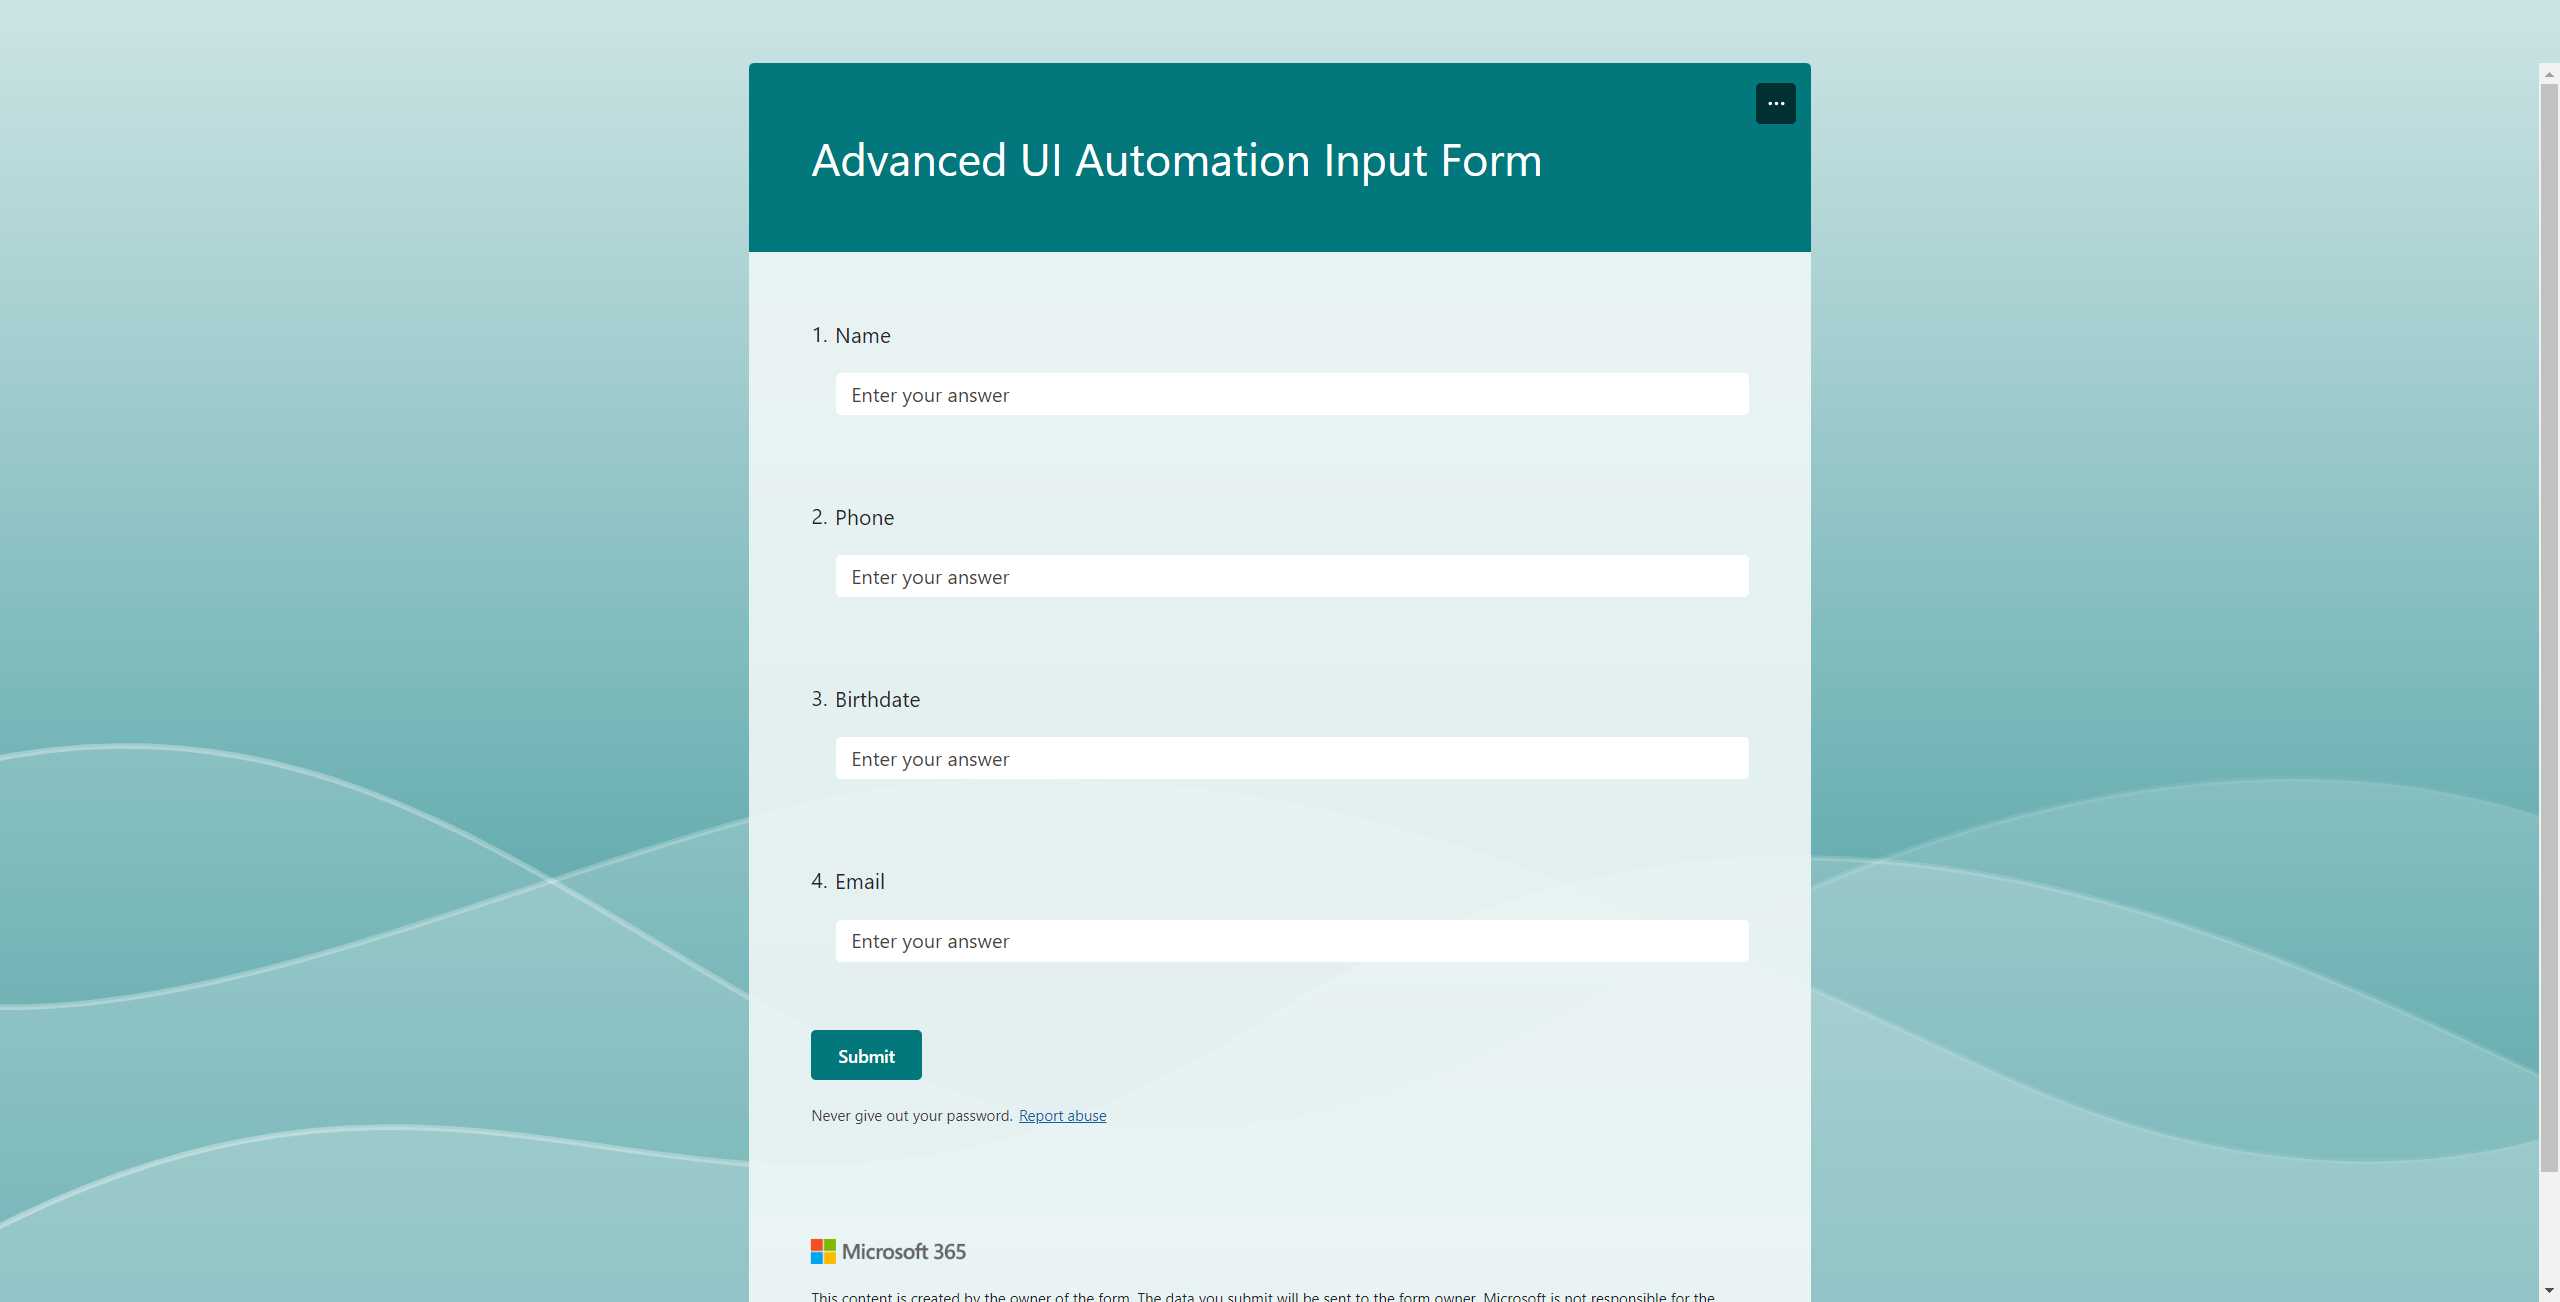 Advanced UI Automation Input Form
1. Name
Enter your answer
2. Phone
Enter your answer
3. Birthdate
Enter your answer
4. Email
Enter your answer
Submit
Never give out your password. Report abuse
Microsoft 365
This content is created by the owner of the form. The data you submit will be sent to the form owner. Microsoft is not responsible for the